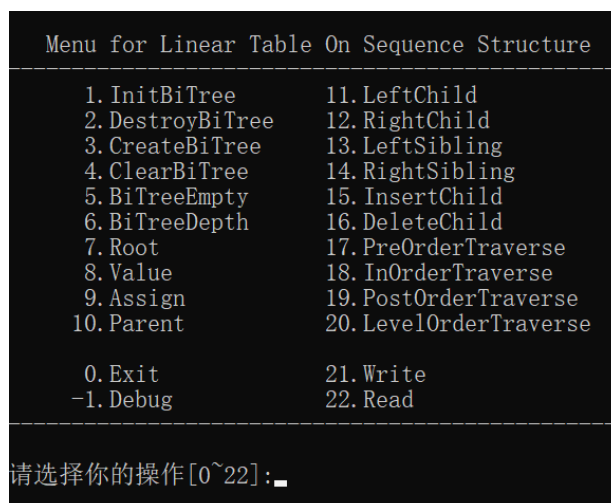 Menu for Linear Table On Sequence Structure
-------------------------------------------------
1.InitBiTree 11.LeftChild
2.DestroyBiTree 12.RightChild
3.CreateBiTree 13.LeftSibling
4.ClearBiTree 14.RightSibling
5.BiTreeEmpty 15.InsertChild
6.BiTreeDepth 16.DeleteChild
7.Root 17.PreOrderTraverse
8.Value 18.InOrderTraverse
9.Assign 19.PostOrderTraverse
10.Parent 20.LevelOrderTraverse
0.Exit 21.Write
-1.Debug 22.Read
-------------------------------------------------
请选择你的操作[0~22]: